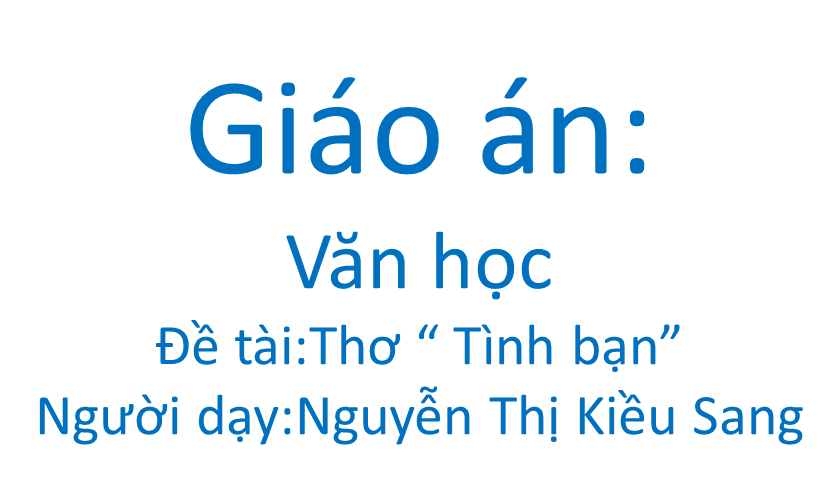 Giáo án:
Văn học
Đề tài:Thơ “ Tình bạn”
Người dạy:Nguyễn Thị Kiều Sang